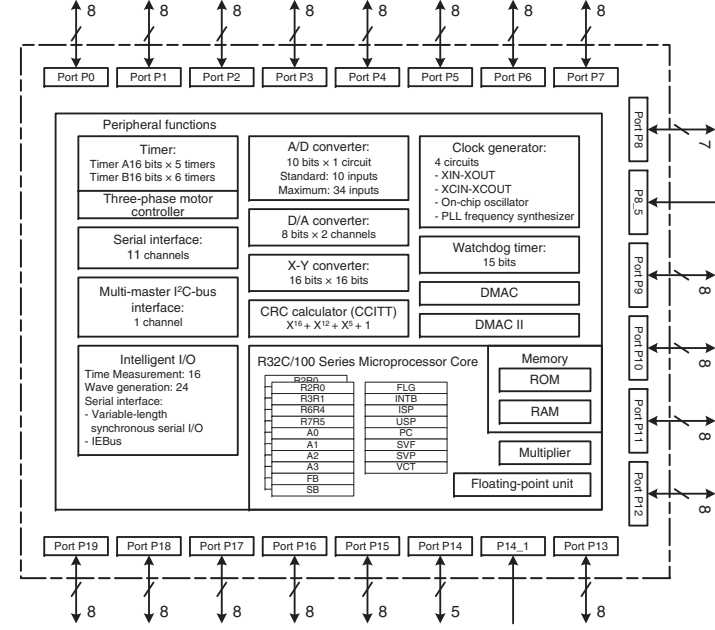 8 8 8 8 8 8 8 8
Port P0 Port P1 Port P2 Port P3 Port P4 Port P5 Port P6 Port P7
Peripheral functions
Timer:
Timer A16 bits × 5 timers
Timer B16 bits × 6 timers
Three-phase motor
controller
Serial interface:
11 channels
Multi-master I²C-bus
interface:
1 channel
Intelligent I/O
Time Measurement: 16
Wave generation: 24
Serial interface:
- Variable-length
synchronous serial I/O
- IEBus
A/D converter:
10 bits × 1 circuit
Standard: 10 inputs
Maximum: 34 inputs
D/A converter:
8 bits × 2 channels
X-Y converter:
16 bits × 16 bits
CRC calculator (CCITT)
X¹⁶ + X¹² + X⁵ + 1
Clock generator:
4 circuits
- XIN-XOUT
- XCIN-XCOUT
- On-chip oscillator
- PLL frequency synthesizer
Watchdog timer:
15 bits
DMAC
DMAC II
R32C/100 Series Microprocessor Core
R2R0
R2R0
R3R1
R6R4
R7R5
A0
A1
A2
A3
FB
SB
FLG
INTB
ISP
USP
PC
SVF
SVP
VCT
Memory
ROM
RAM
Multiplier
Floating-point unit
Port P8
7
P8_5
Port P9
8
Port P10
8
Port P11
8
Port P12
8
Port P19 Port P18 Port P17 Port P16 Port P15 Port P14 P14_1 Port P13
8 8 8 8 8 5 8